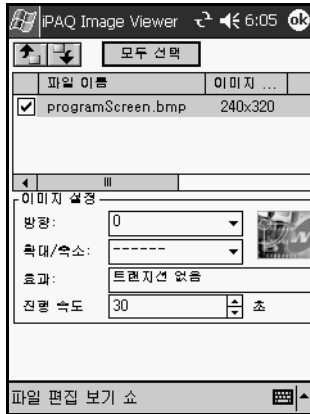 iPAQ Image Viewer 6:05 ok
모두 선택
파일 이름 이미지 ...
programScreen.bmp 240x320
이미지 설정
방향: 0
확대/축소: ------
효과: 트랜지션 없음
진행 속도 30 초
파일 편집 보기 쇼